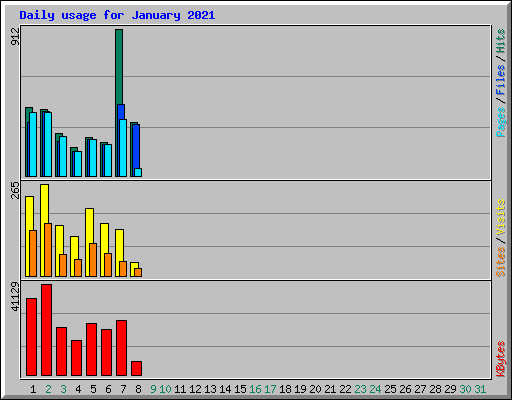 Daily usage for January 2021
912
Pages/Files/Hits
265
Sites/Visits
41129
KBytes
1 2 3 4 5 6 7 8 9 10 11 12 13 14 15 16 17 18 19 20 21 22 23 24 25 26 27 28 29 30 31